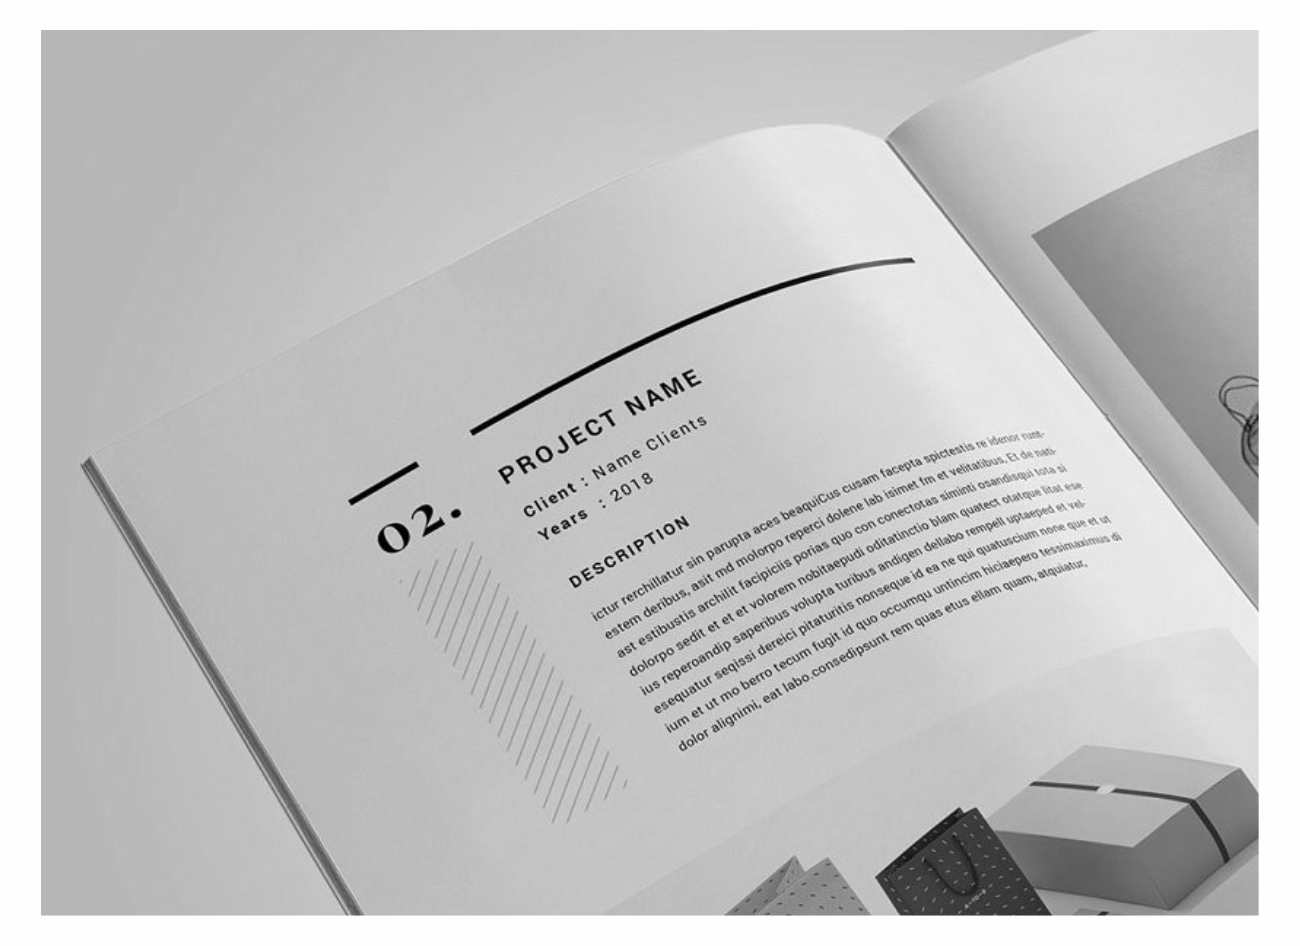 02.
PROJECT NAME
Client : Name Clients
Years : 2018
DESCRIPTION
ictur rerchillatur sin parupta aces beaquiCus cusam facepta spictestis re idenor runt-
estem deribus, asit md molorpo reperci dolene lab isimet fm et velitatibus. Et de nati-
ast estibustis archilit facipiciis porias quo con conectotas siminti osandisqui tota si
dolorpo sedit et et et volorem nobitaepudi oditatinctio blam quatect otatque litat ese
ius reperoandip saperibus volupta turibus andigen dellabo rempell uptaeped et vel-
esequatur seqissi dereici pitaturitis nonseque id ea ne qui quatuscium none que et ut
ium et ut mo berro tecum fugit id quo occumqu untincim hiciaepero tessimaximus di
dolor alignimi, eat labo.consedipsunt rem quas etus ellam quam, atquiatur,